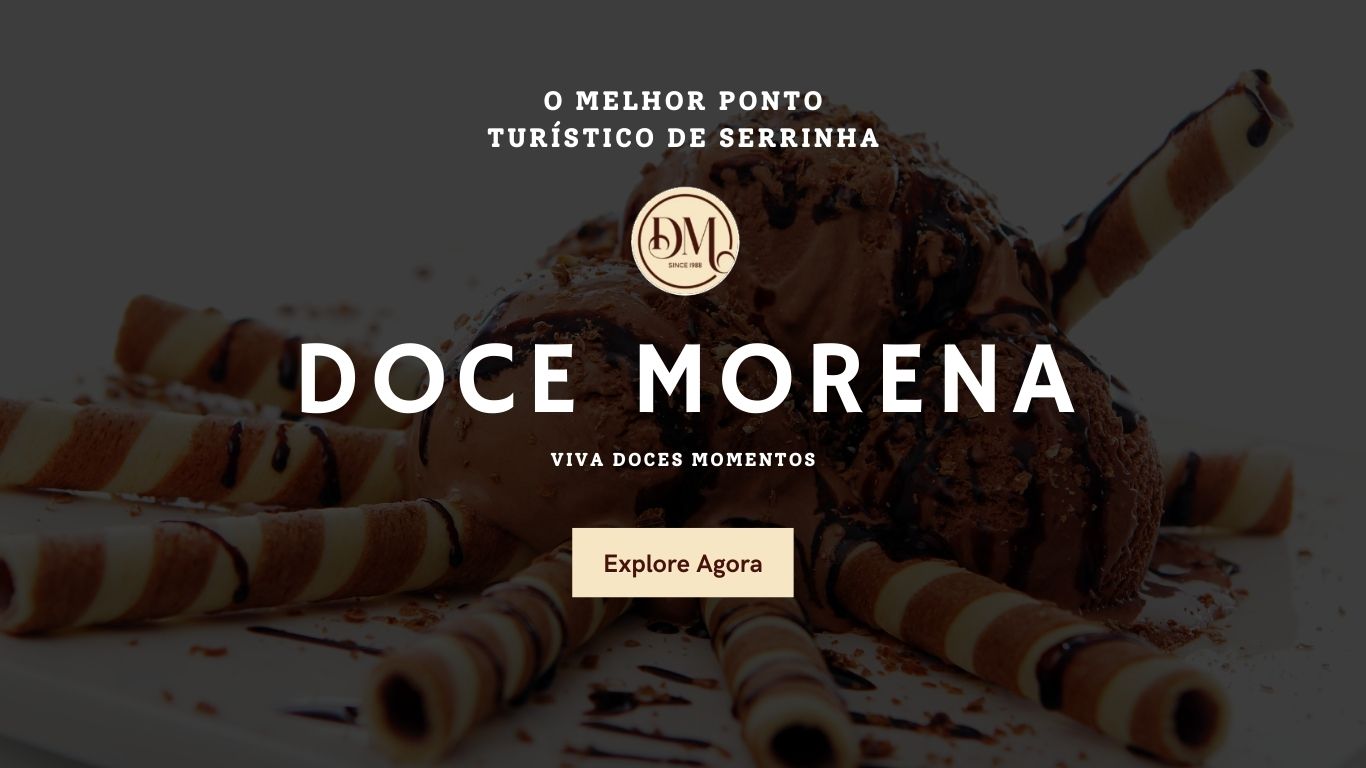 O MELHOR PONTO
TURÍSTICO DE SERRINHA
DM
SINCE 1988
DOCE MORENA
VIVA DOCES MOMENTOS
Explore Agora